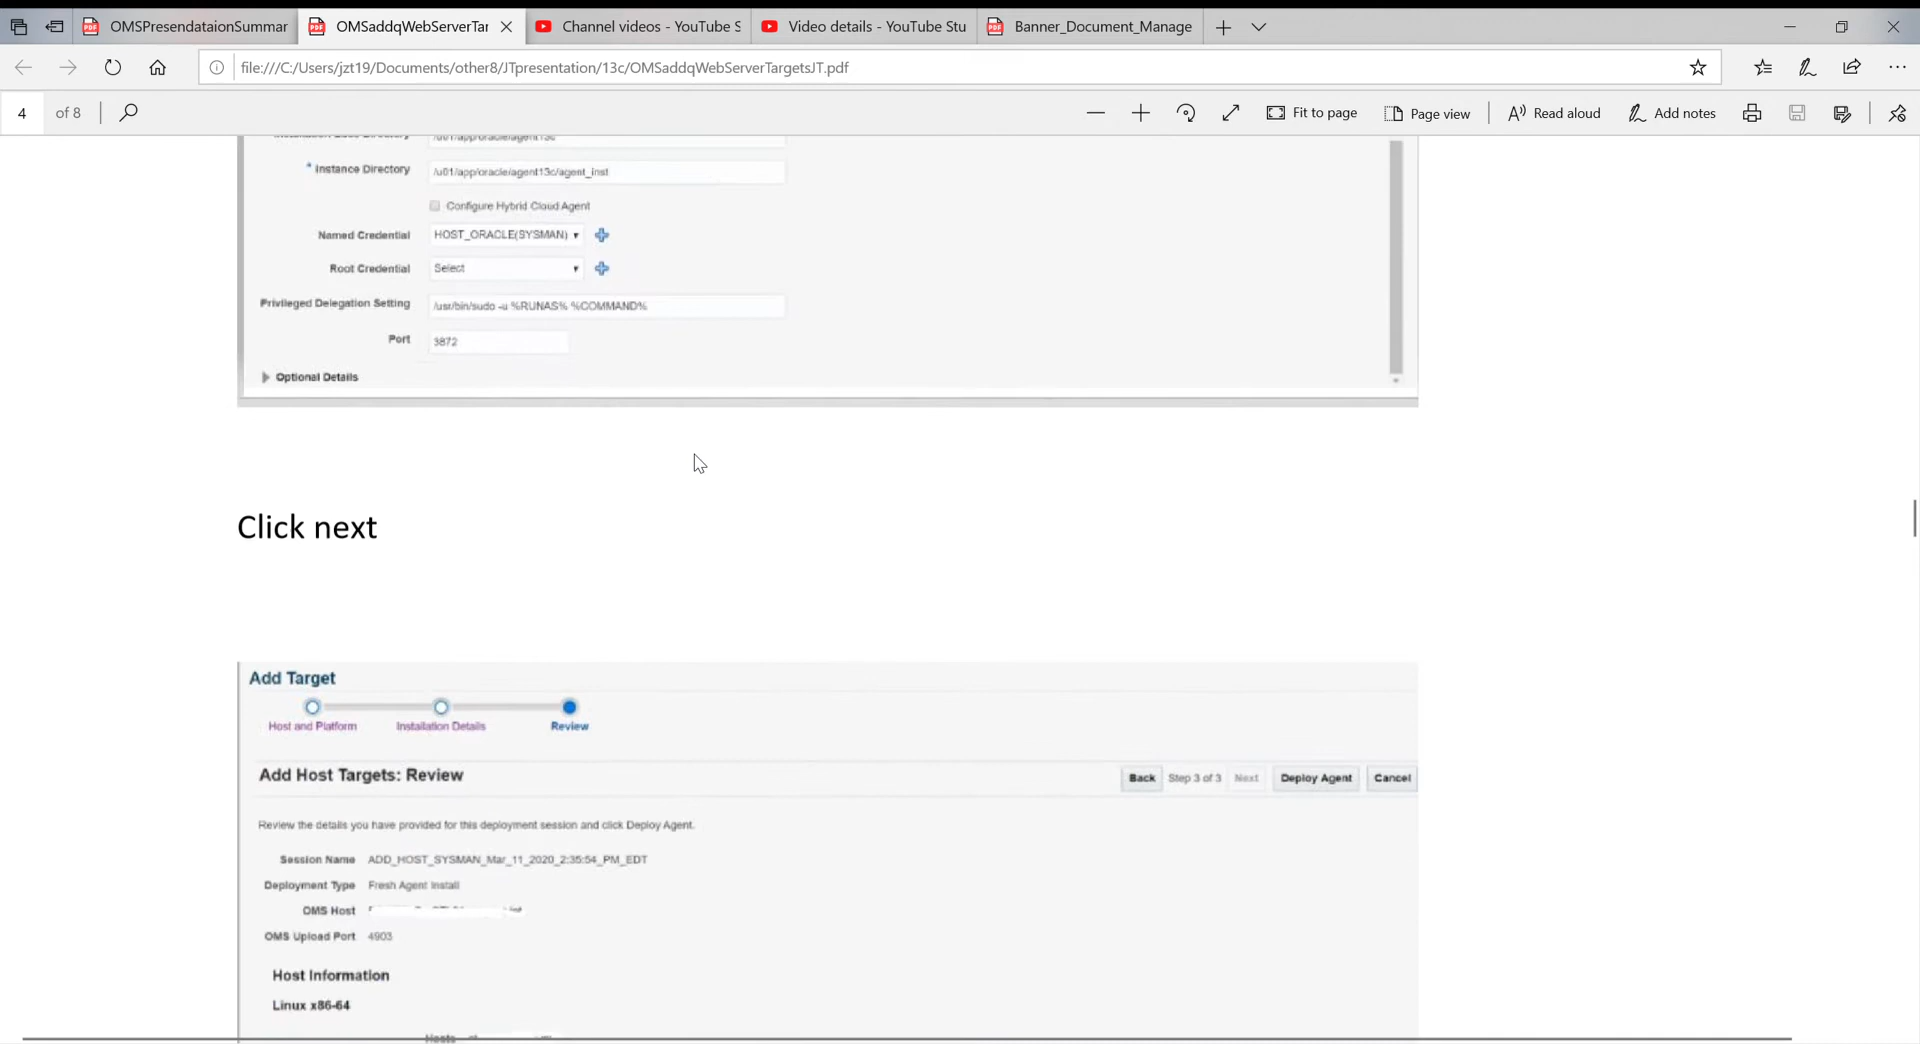 OMSPresendataionSummar
OMSaddqWebServerTar
Channel videos - YouTube S
Video details - YouTube Stu
Banner_Document_Manage
file:///C:/Users/jzt19/Documents/other8/JTpresentation/13c/OMSaddqWebServerTargetsJT.pdf
4 of 8
Fit to page
Page view
Read aloud
Add notes
/u01/app/oracle/agent13c
* Instance Directory /u01/app/oracle/agent13c/agent_inst
Configure Hybrid Cloud Agent
Named Credential HOST_ORACLE(SYSMAN)
Root Credential Select
Privileged Delegation Setting /usr/bin/sudo -u %RUNAS% %COMMAND%
Port 3872
Optional Details
Click next
Add Target
Host and Platform Installation Details Review
Add Host Targets: Review
Back Step 3 of 3 Next Deploy Agent Cancel
Review the details you have provided for this deployment session and click Deploy Agent.
Session Name ADD_HOST_SYSMAN_Mar_11_2020_2:35:54_PM_EDT
Deployment Type Fresh Agent Install
OMS Host
OMS Upload Port 4903
Host Information
Linux x86-64